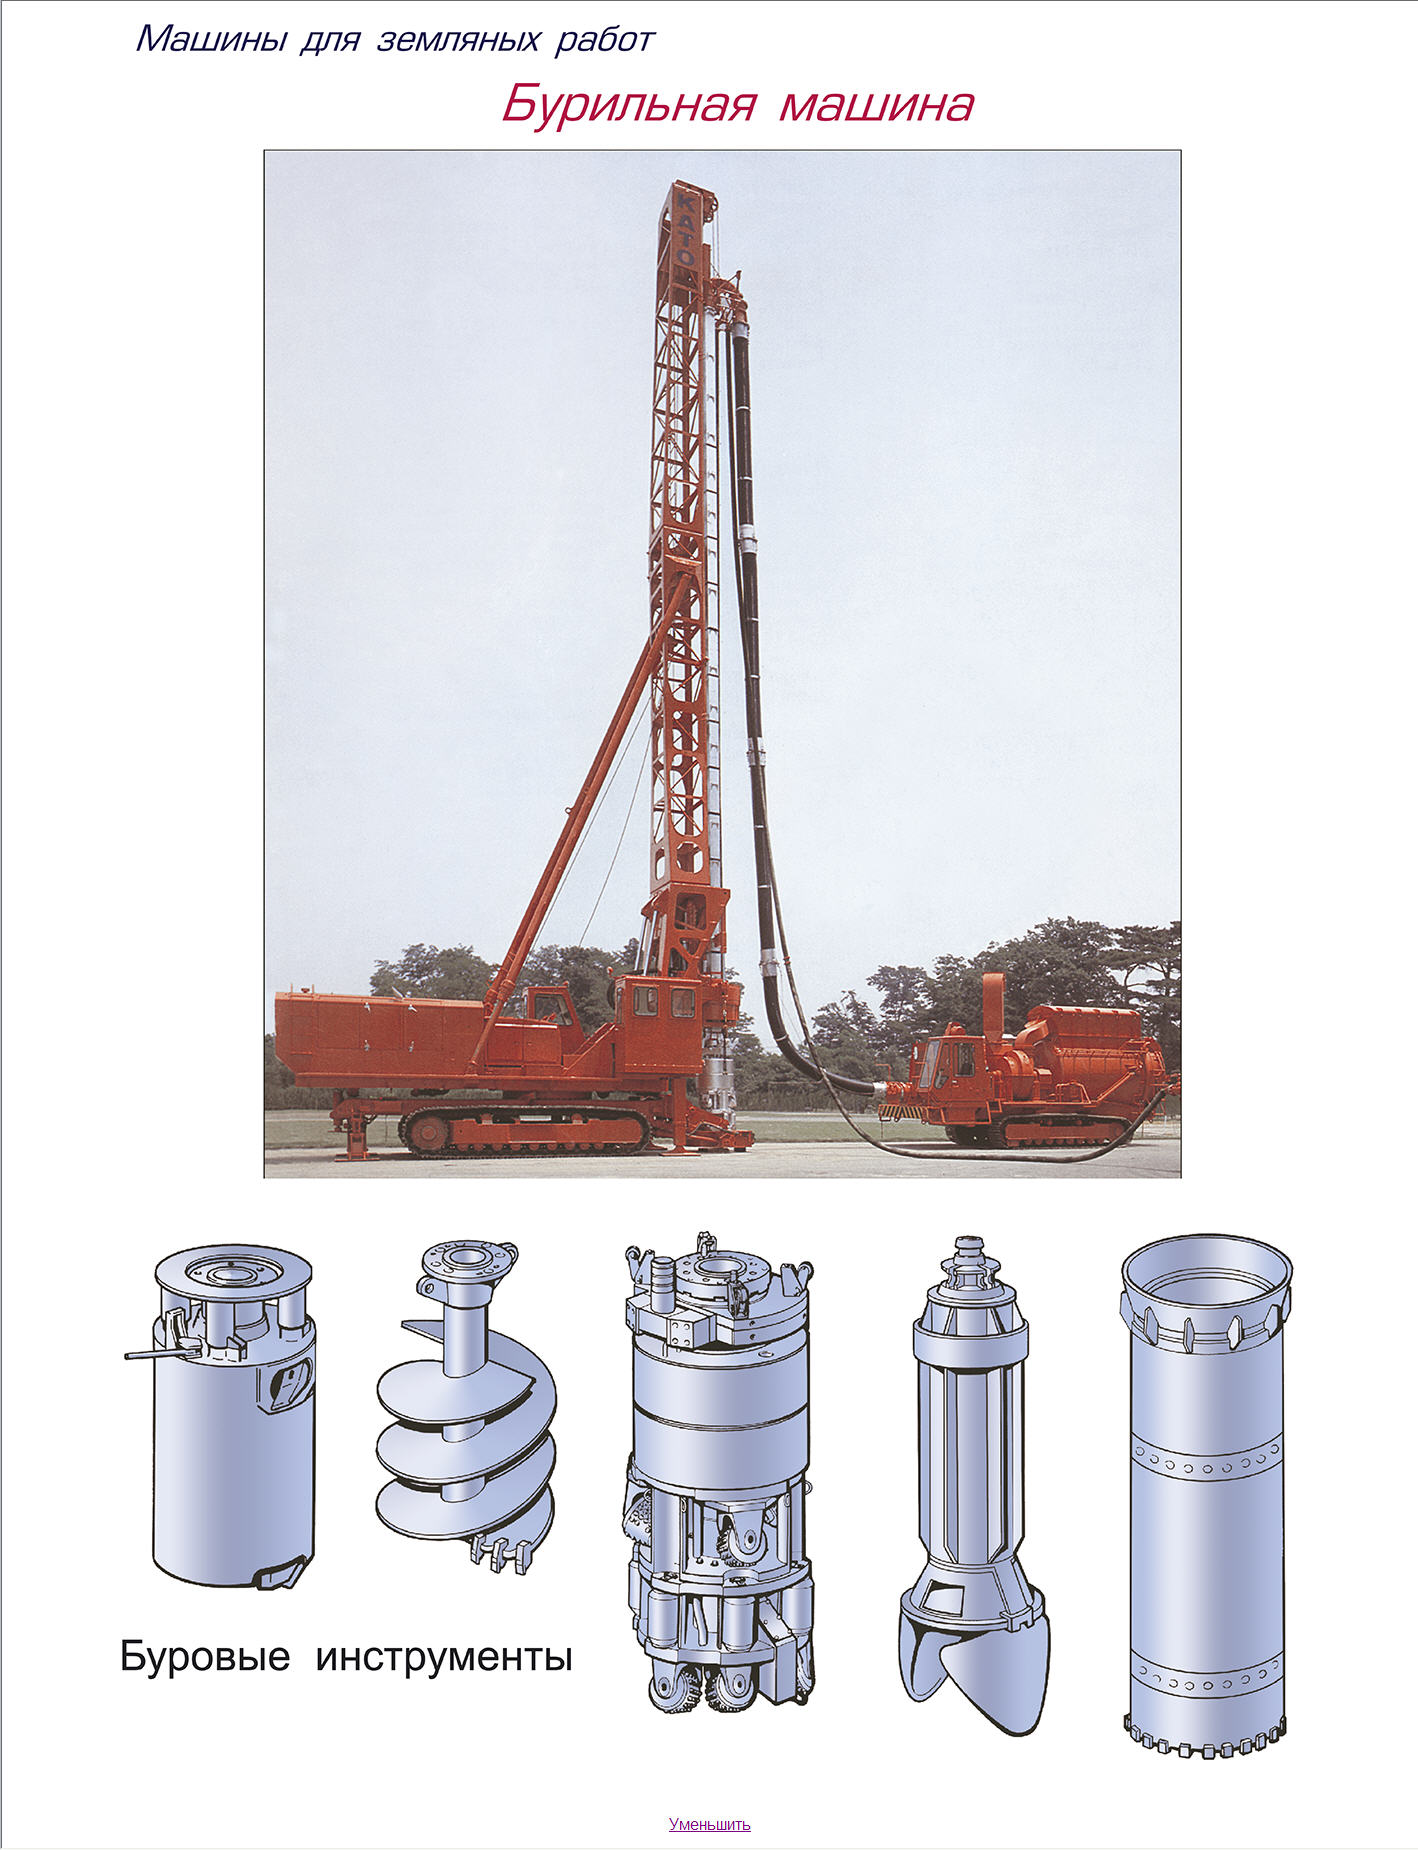 Машины для земляных работ
Бурильная машина
KATO
Буровые инструменты
Уменьшить